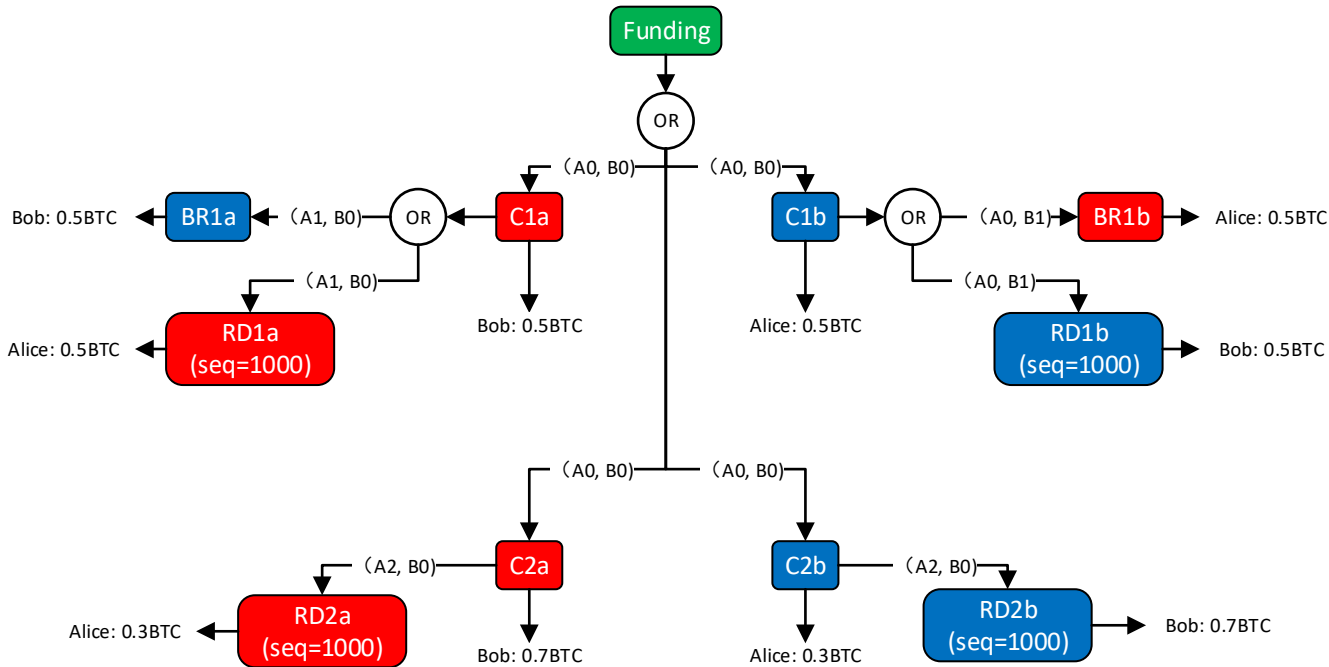 Funding
OR
（A0, B0)
（A0, B0)
Bob: 0.5BTC
BR1a
（A1, B0)
OR
C1a
C1b
OR
（A0, B1)
BR1b
Alice: 0.5BTC
（A1, B0)
（A0, B1)
Bob: 0.5BTC
Alice: 0.5BTC
Alice: 0.5BTC
RD1a
(seq=1000)
RD1b
(seq=1000)
Bob: 0.5BTC
（A0, B0)
（A0, B0)
（A2, B0)
C2a
C2b
（A2, B0)
Alice: 0.3BTC
RD2a
(seq=1000)
Bob: 0.7BTC
Alice: 0.3BTC
RD2b
(seq=1000)
Bob: 0.7BTC